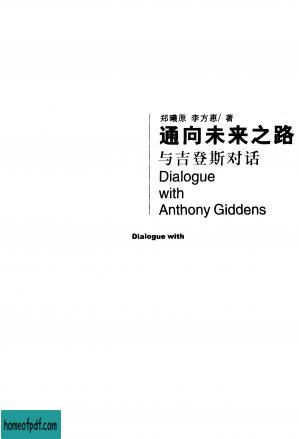 郑曦原 李方惠/著
通向未来之路
与吉登斯对话
Dialogue
with
Anthony Giddens
Dialogue with
homeofpdf.com